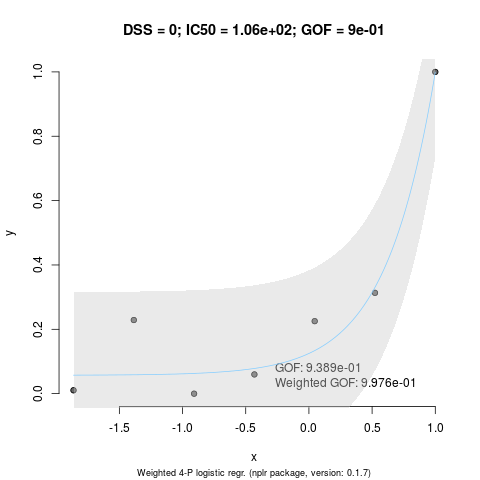 DSS = 0; IC50 = 1.06e+02; GOF = 9e-01
1.0
0.8
0.6
0.4
0.2
0.0
y
GOF: 9.389e-01
Weighted GOF: 9.976e-01
-1.5 -1.0 -0.5 0.0 0.5 1.0
x
Weighted 4-P logistic regr. (nplr package, version: 0.1.7)